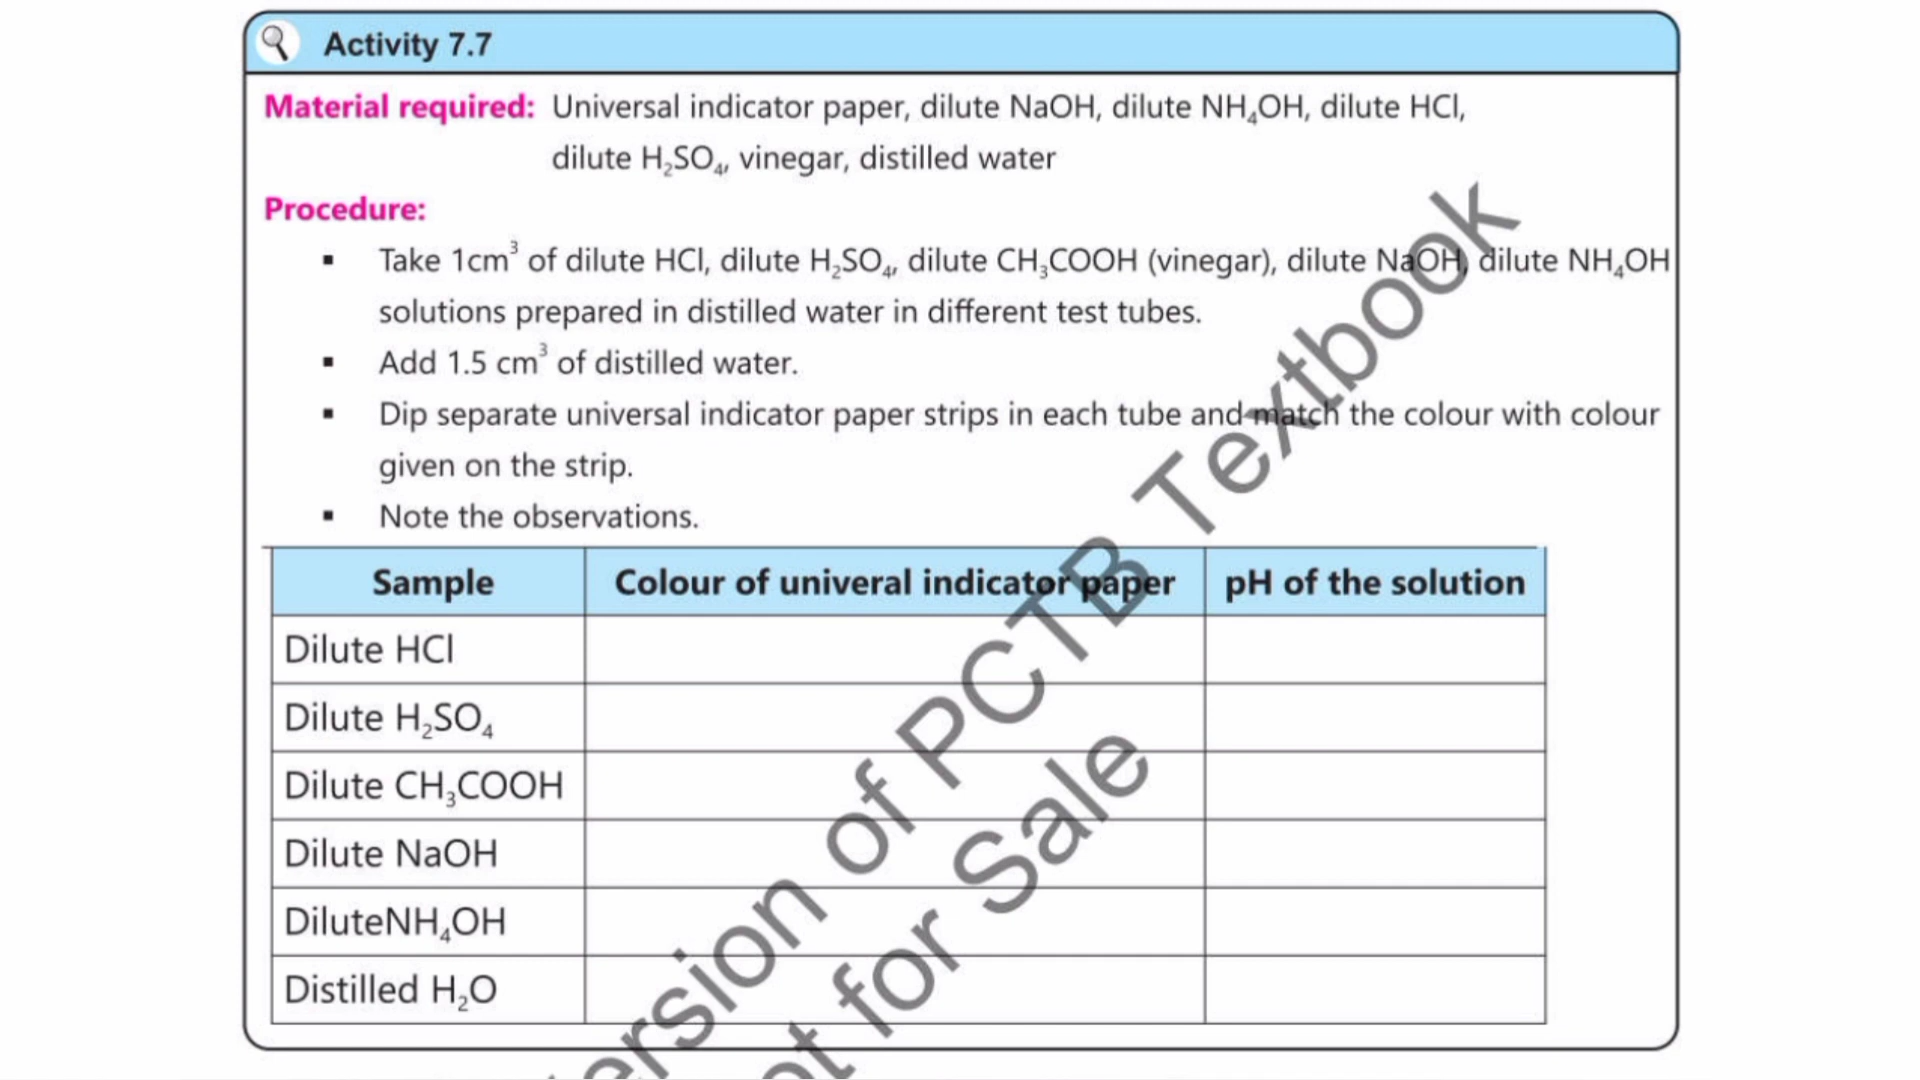 Activity 7.7
Material required: Universal indicator paper, dilute NaOH, dilute NH₄OH, dilute HCl,
dilute H₂SO₄, vinegar, distilled water
Procedure:
▪ Take 1cm³ of dilute HCl, dilute H₂SO₄, dilute CH₃COOH (vinegar), dilute NaOH, dilute NH₄OH
solutions prepared in distilled water in different test tubes.
▪ Add 1.5 cm³ of distilled water.
▪ Dip separate universal indicator paper strips in each tube and match the colour with colour
given on the strip.
▪ Note the observations.
Sample Colour of univeral indicator paper pH of the solution
Dilute HCl
Dilute H₂SO₄
Dilute CH₃COOH
Dilute NaOH
DiluteNH₄OH
Distilled H₂O
of PCTB Textbook
for Sale